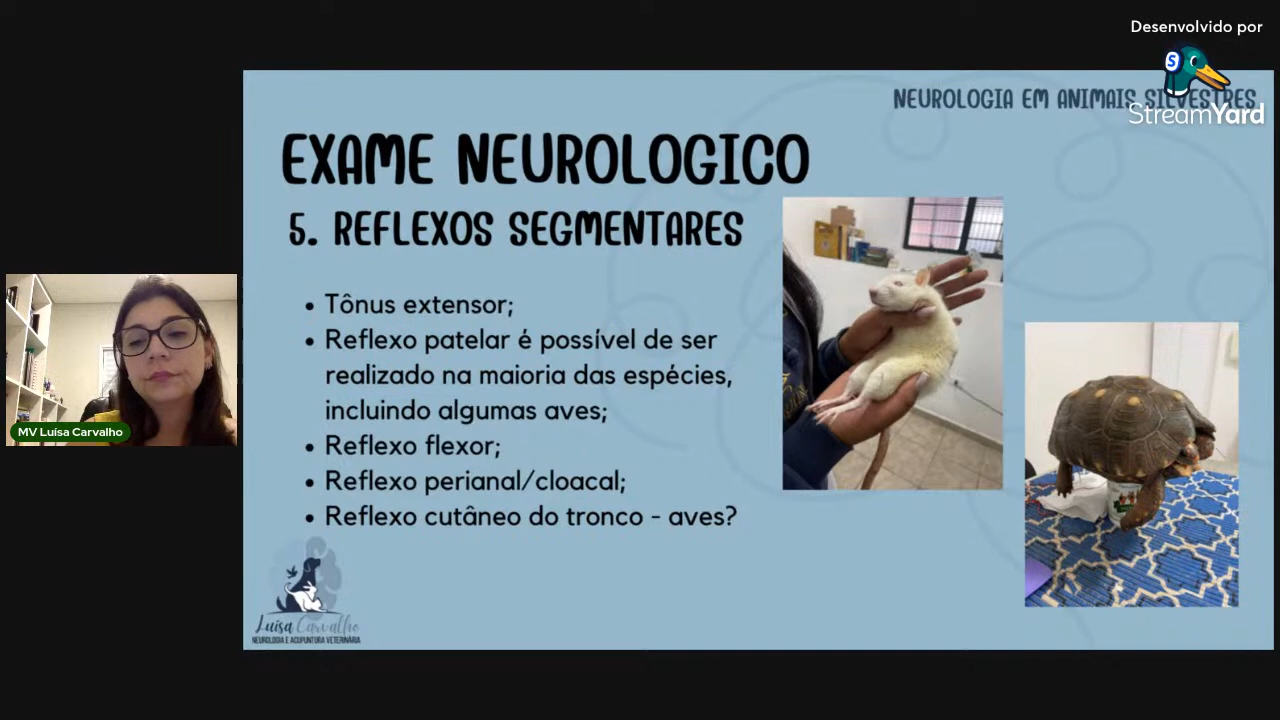 Desenvolvido por
StreamYard
NEUROLOGIA EM ANIMAIS SILVESTRES
EXAME NEUROLOGICO
5. REFLEXOS SEGMENTARES
• Tônus extensor;
• Reflexo patelar é possível de ser
realizado na maioria das espécies,
incluindo algumas aves;
• Reflexo flexor;
• Reflexo perianal/cloacal;
• Reflexo cutâneo do tronco - aves?
MV Luísa Carvalho
Luísa Carvalho
NEUROLOGIA E ACUPUNTURA VETERINÁRIA